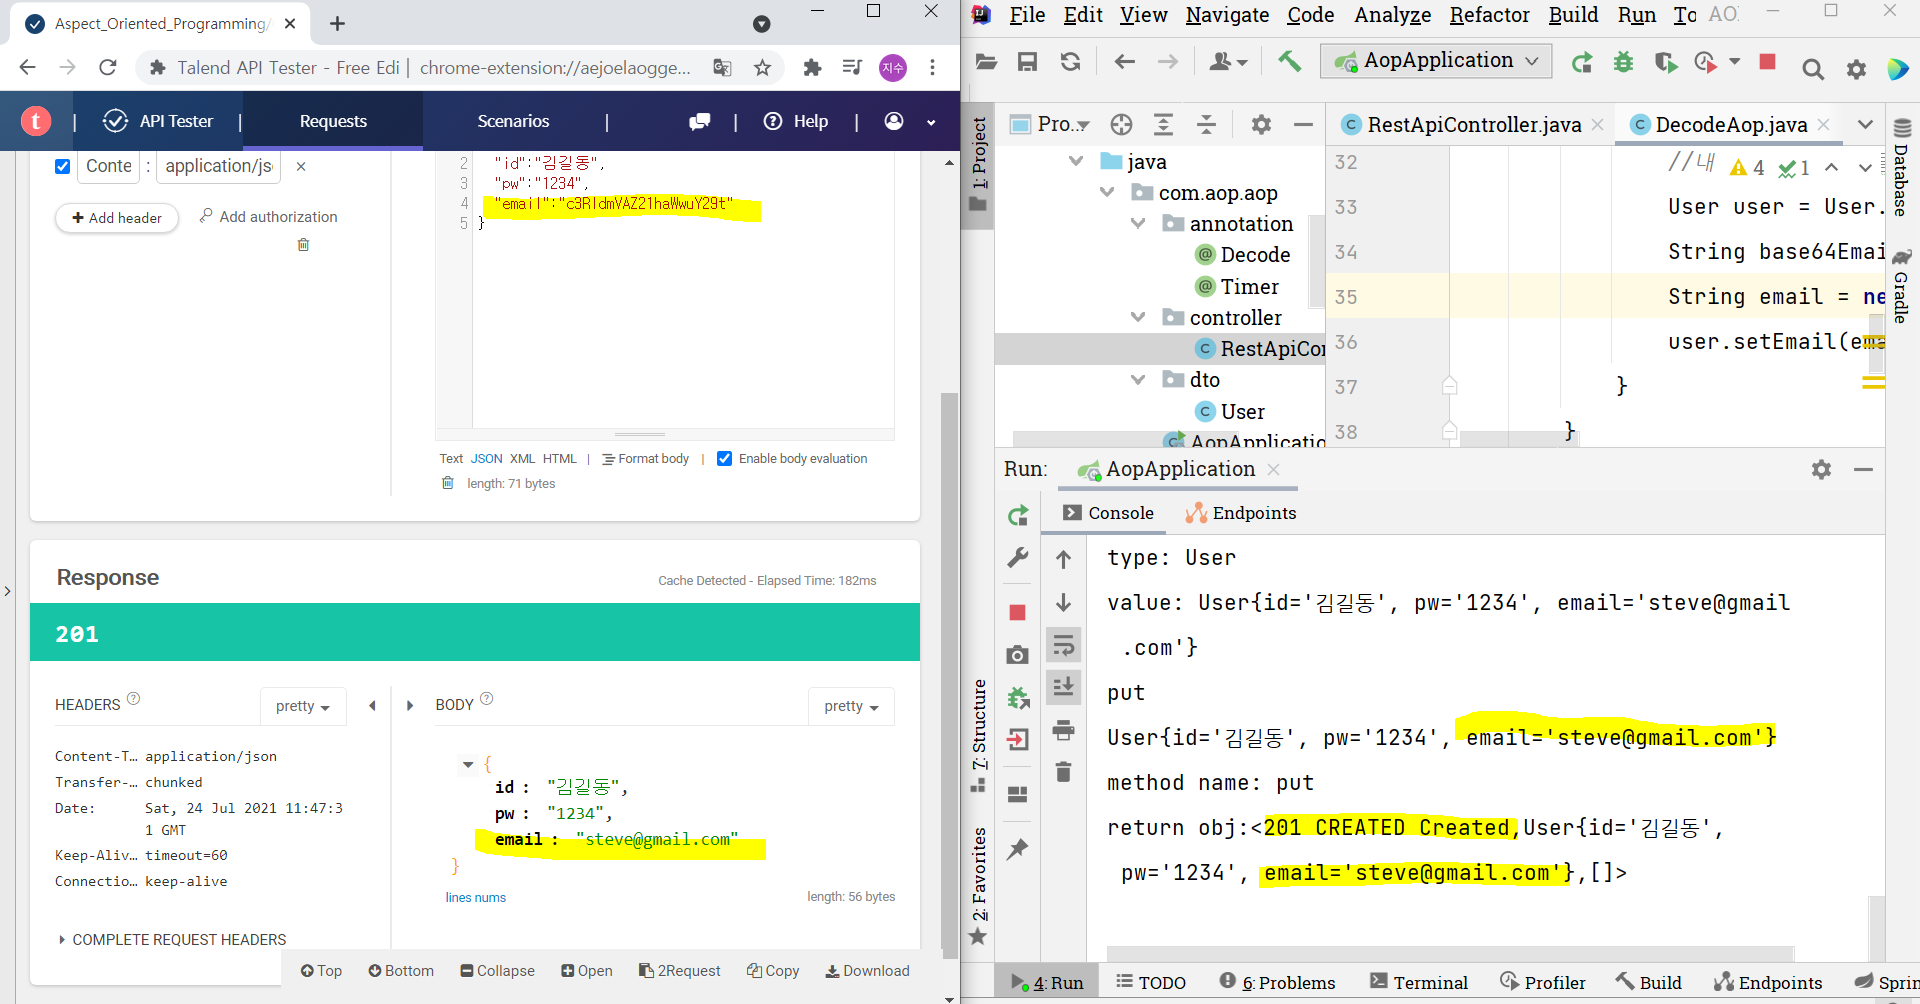 Aspect_Oriented_Programming/
Talend API Tester - Free Edi | chrome-extension://aejoelaogge...
지수
t | API Tester | Requests Scenarios | | Help |
Conte : application/js
Add header
Add authorization
2 "id":"김길동",
3 "pw":"1234",
4 "email":"c3RldmVAZ21haWwuY29t"
5 }
Text JSON XML HTML | Format body | Enable body evaluation
length: 71 bytes
Response
Cache Detected - Elapsed Time: 182ms
201
HEADERS ? pretty
BODY ? pretty
Content-T... application/json
Transfer-... chunked
Date: Sat, 24 Jul 2021 11:47:3
1 GMT
Keep-Aliv... timeout=60
Connectio... keep-alive
{
id : "김길동",
pw : "1234",
email : "steve@gmail.com"
}
lines nums length: 56 bytes
COMPLETE REQUEST HEADERS
Top Bottom Collapse Open 2Request Copy Download
File Edit View Navigate Code Analyze Refactor Build Run To AO
AopApplication
1: Project
Pro..
RestApiController.java
DecodeAop.java
java
com.aop.aop
annotation
Decode
Timer
controller
RestApiCo
dto
User
AopApplicatio
32 //내 4 1
33 User user = User.
34 String base64Emai
35 String email = ne
36 user.setEmail(ema
37 }
38 }
Database
Gradle
Run: AopApplication
Console Endpoints
type: User
value: User{id='김길동', pw='1234', email='steve@gmail
.com'}
put
User{id='김길동', pw='1234', email='steve@gmail.com'}
method name: put
return obj:<201 CREATED Created,User{id='김길동',
pw='1234', email='steve@gmail.com'},[]>
7: Structure
2: Favorites
4: Run TODO 6: Problems Terminal Profiler Build Endpoints Sprin